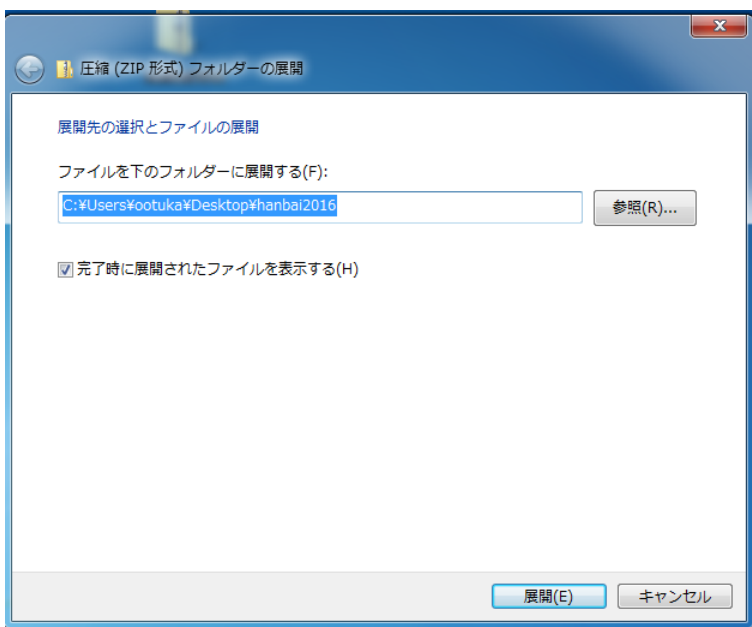 圧縮 (ZIP 形式) フォルダーの展開
展開先の選択とファイルの展開
ファイルを下のフォルダーに展開する(F):
C:¥Users¥ootuka¥Desktop¥hanbai2016
参照(R)...
完了時に展開されたファイルを表示する(H)
展開(E)
キャンセル